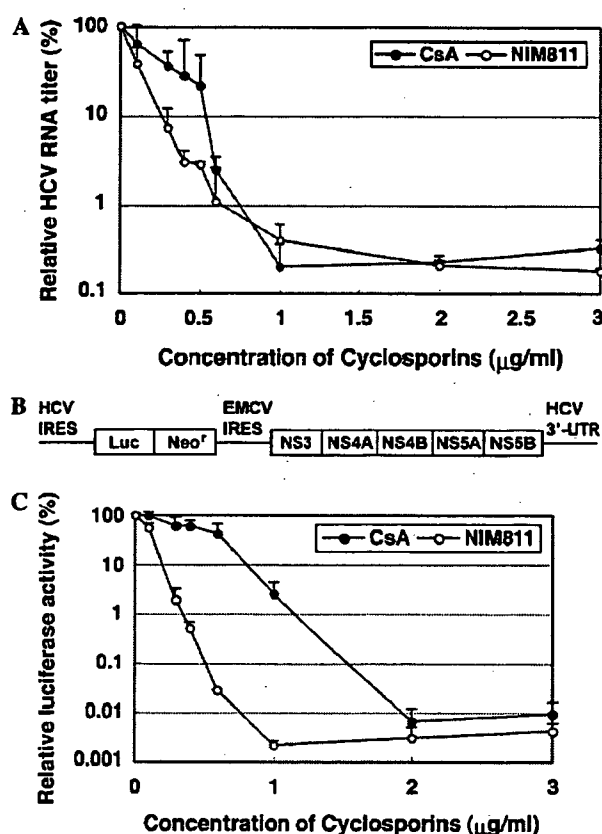 A
Relative HCV RNA titer (%)
100
10
1
0.1
CsA NIM811
0 0.5 1 1.5 2 2.5 3
Concentration of Cyclosporins (μg/ml)
B
HCV IRES
EMCV IRES
HCV 3'-UTR
Luc Neoʳ NS3 NS4A NS4B NS5A NS5B
C
Relative luciferase activity (%)
100
10
1
0.1
0.01
0.001
CsA NIM811
0 1 2 3
Concentration of Cyclosporins (μg/ml)